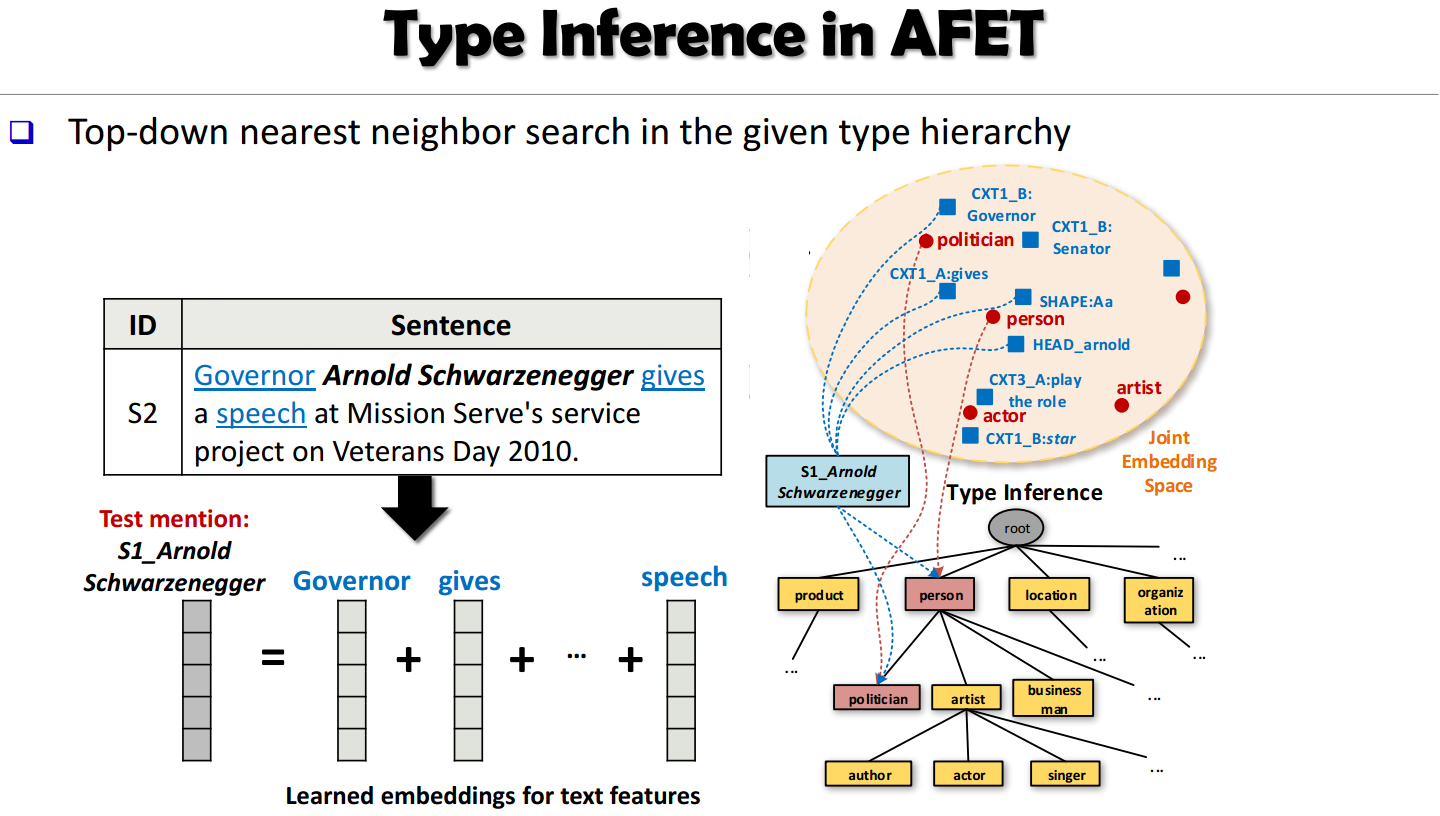 Type Inference in AFET
Top-down nearest neighbor search in the given type hierarchy
ID
Sentence
S2
Governor Arnold Schwarzenegger gives
a speech at Mission Serve's service
project on Veterans Day 2010.
Test mention:
S1_Arnold
Schwarzenegger
Governor
gives
speech
=
+
+
...
+
Learned embeddings for text features
CXT1_B:
Governor
politician
CXT1_B:
Senator
CXT1_A:gives
SHAPE:Aa
person
HEAD_arnold
CXT3_A:play
the role
artist
actor
CXT1_B:star
Joint
Embedding
Space
S1_Arnold
Schwarzenegger
Type Inference
root
...
product
person
location
organiz
ation
...
...
...
politician
artist
business
man
...
author
actor
singer
...